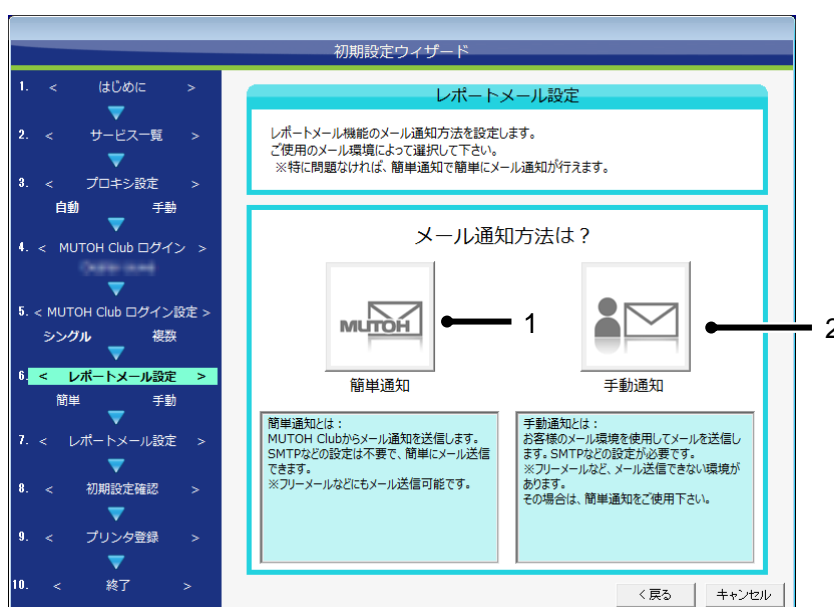 初期設定ウィザード
1. < はじめに >
2. < サービス一覧 >
3. < プロキシ設定 >
自動 手動
4. < MUTOH Club ログイン >
5. < MUTOH Club ログイン設定 >
シングル 複数
6. < レポートメール設定 >
簡単 手動
7. < レポートメール設定 >
8. < 初期設定確認 >
9. < プリンタ登録 >
10. < 終了 >
レポートメール設定
レポートメール機能のメール通知方法を設定します。
ご使用のメール環境によって選択して下さい。
※特に問題なければ、簡単通知で簡単にメール通知が行えます。
メール通知方法は？
MUTOH
1
2
簡単通知
手動通知
簡単通知とは：
MUTOH Clubからメール通知を送信します。
SMTPなどの設定は不要で、簡単にメール送信
できます。
※フリーメールなどにもメール送信可能です。
手動通知とは：
お客様のメール環境を使用してメールを送信し
ます。SMTPなどの設定が必要です。
※フリーメールなど、メール送信できない環境が
あります。
その場合は、簡単通知をご使用下さい。
< 戻る
キャンセル